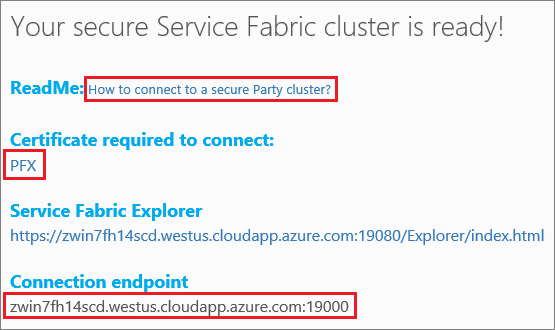 Your secure Service Fabric cluster is ready!
ReadMe: How to connect to a secure Party cluster?
Certificate required to connect:
PFX
Service Fabric Explorer
https://zwin7fh14scd.westus.cloudapp.azure.com:19080/Explorer/index.html
Connection endpoint
zwin7fh14scd.westus.cloudapp.azure.com:19000